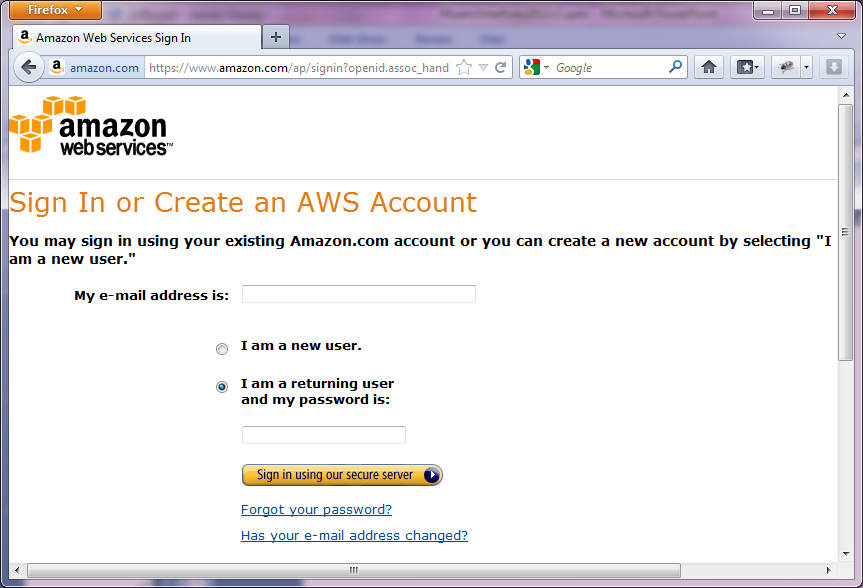 Firefox
Amazon Web Services Sign In
amazon.com
https://www.amazon.com/ap/signin?openid.assoc_hand
Google
amazon
webservices™
Sign In or Create an AWS Account
You may sign in using your existing Amazon.com account or you can create a new account by selecting "I
am a new user."
My e-mail address is:
I am a new user.
I am a returning user
and my password is:
Sign in using our secure server
Forgot your password?
Has your e-mail address changed?